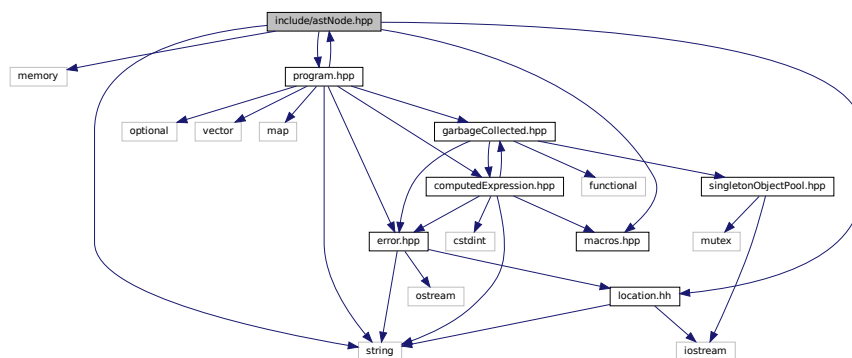 include/astNode.hpp
memory
program.hpp
optional
vector
map
garbageCollected.hpp
computedExpression.hpp
functional
singletonObjectPool.hpp
error.hpp
cstdint
macros.hpp
mutex
ostream
location.hh
string
iostream